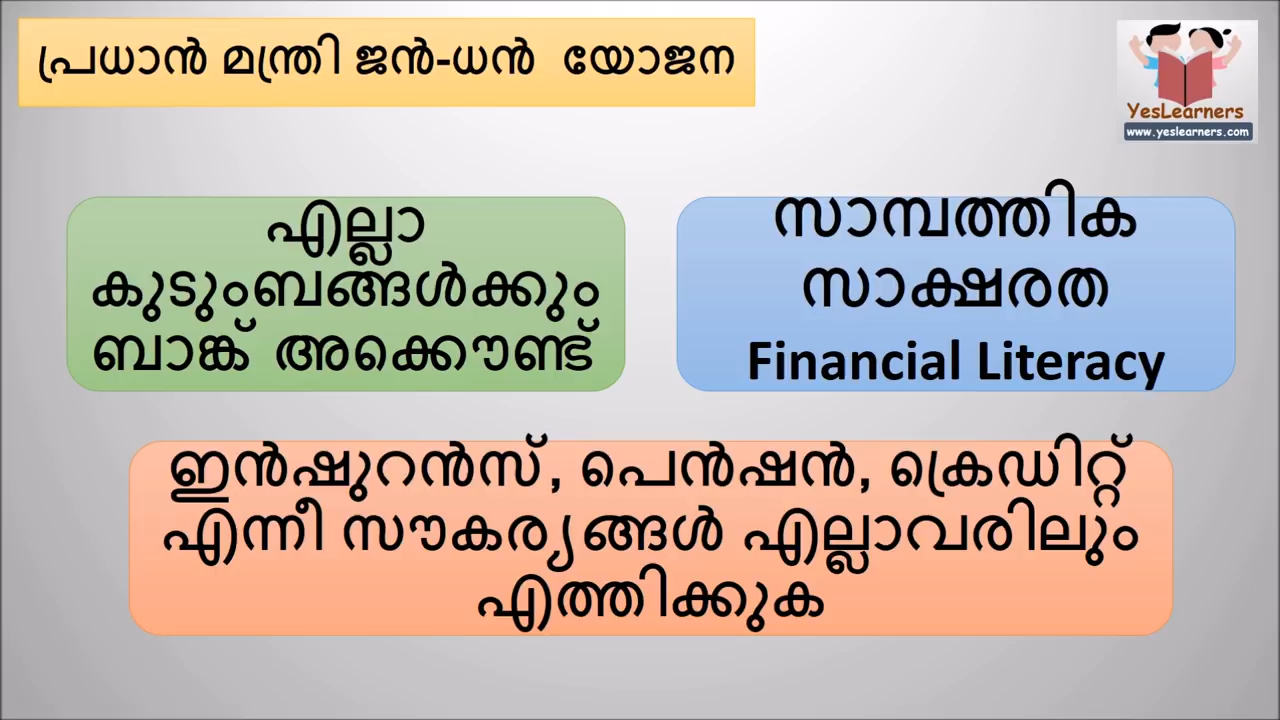 പ്രധാൻ മന്ത്രി ജൻ-ധൻ യോജന
YesLearners
www.yeslearners.com
എല്ലാ
കുടുംബങ്ങൾക്കും
ബാങ്ക് അക്കൌണ്ട്
സാമ്പത്തിക
സാക്ഷരത
Financial Literacy
ഇൻഷുറൻസ്, പെൻഷൻ, ക്രെഡിറ്റ്
എന്നീ സൗകര്യങ്ങൾ എല്ലാവരിലും
എത്തിക്കുക